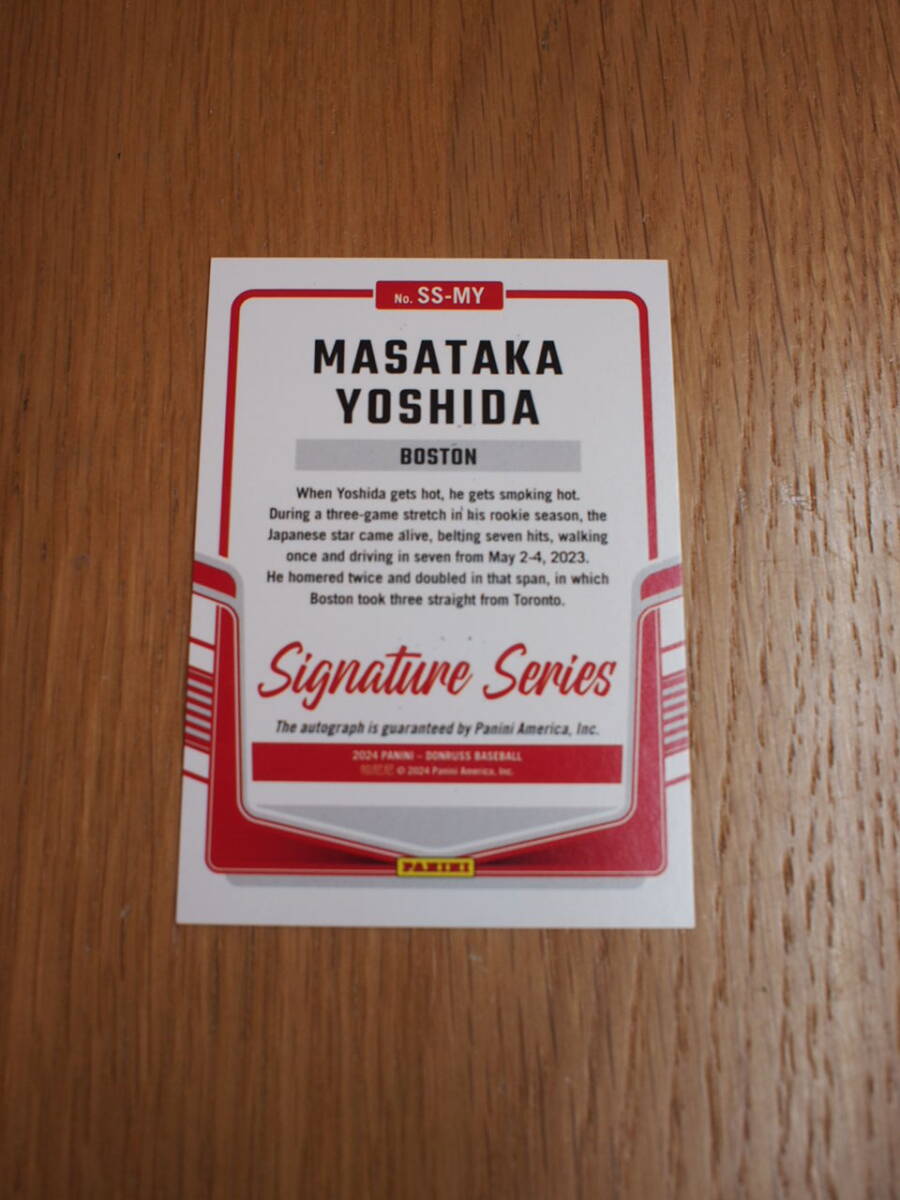 No. SS-MY
MASATAKA
YOSHIDA
BOSTON
When Yoshida gets hot, he gets smoking hot.
During a three-game stretch in his rookie season, the
Japanese star came alive, belting seven hits, walking
once and driving in seven from May 2-4, 2023.
He homered twice and doubled in that span, in which
Boston took three straight from Toronto.
Signature Series
The autograph is guaranteed by Panini America, Inc.
2024 PANINI - DONRUSS BASEBALL
© 2024 Panini America, Inc.
PANINI